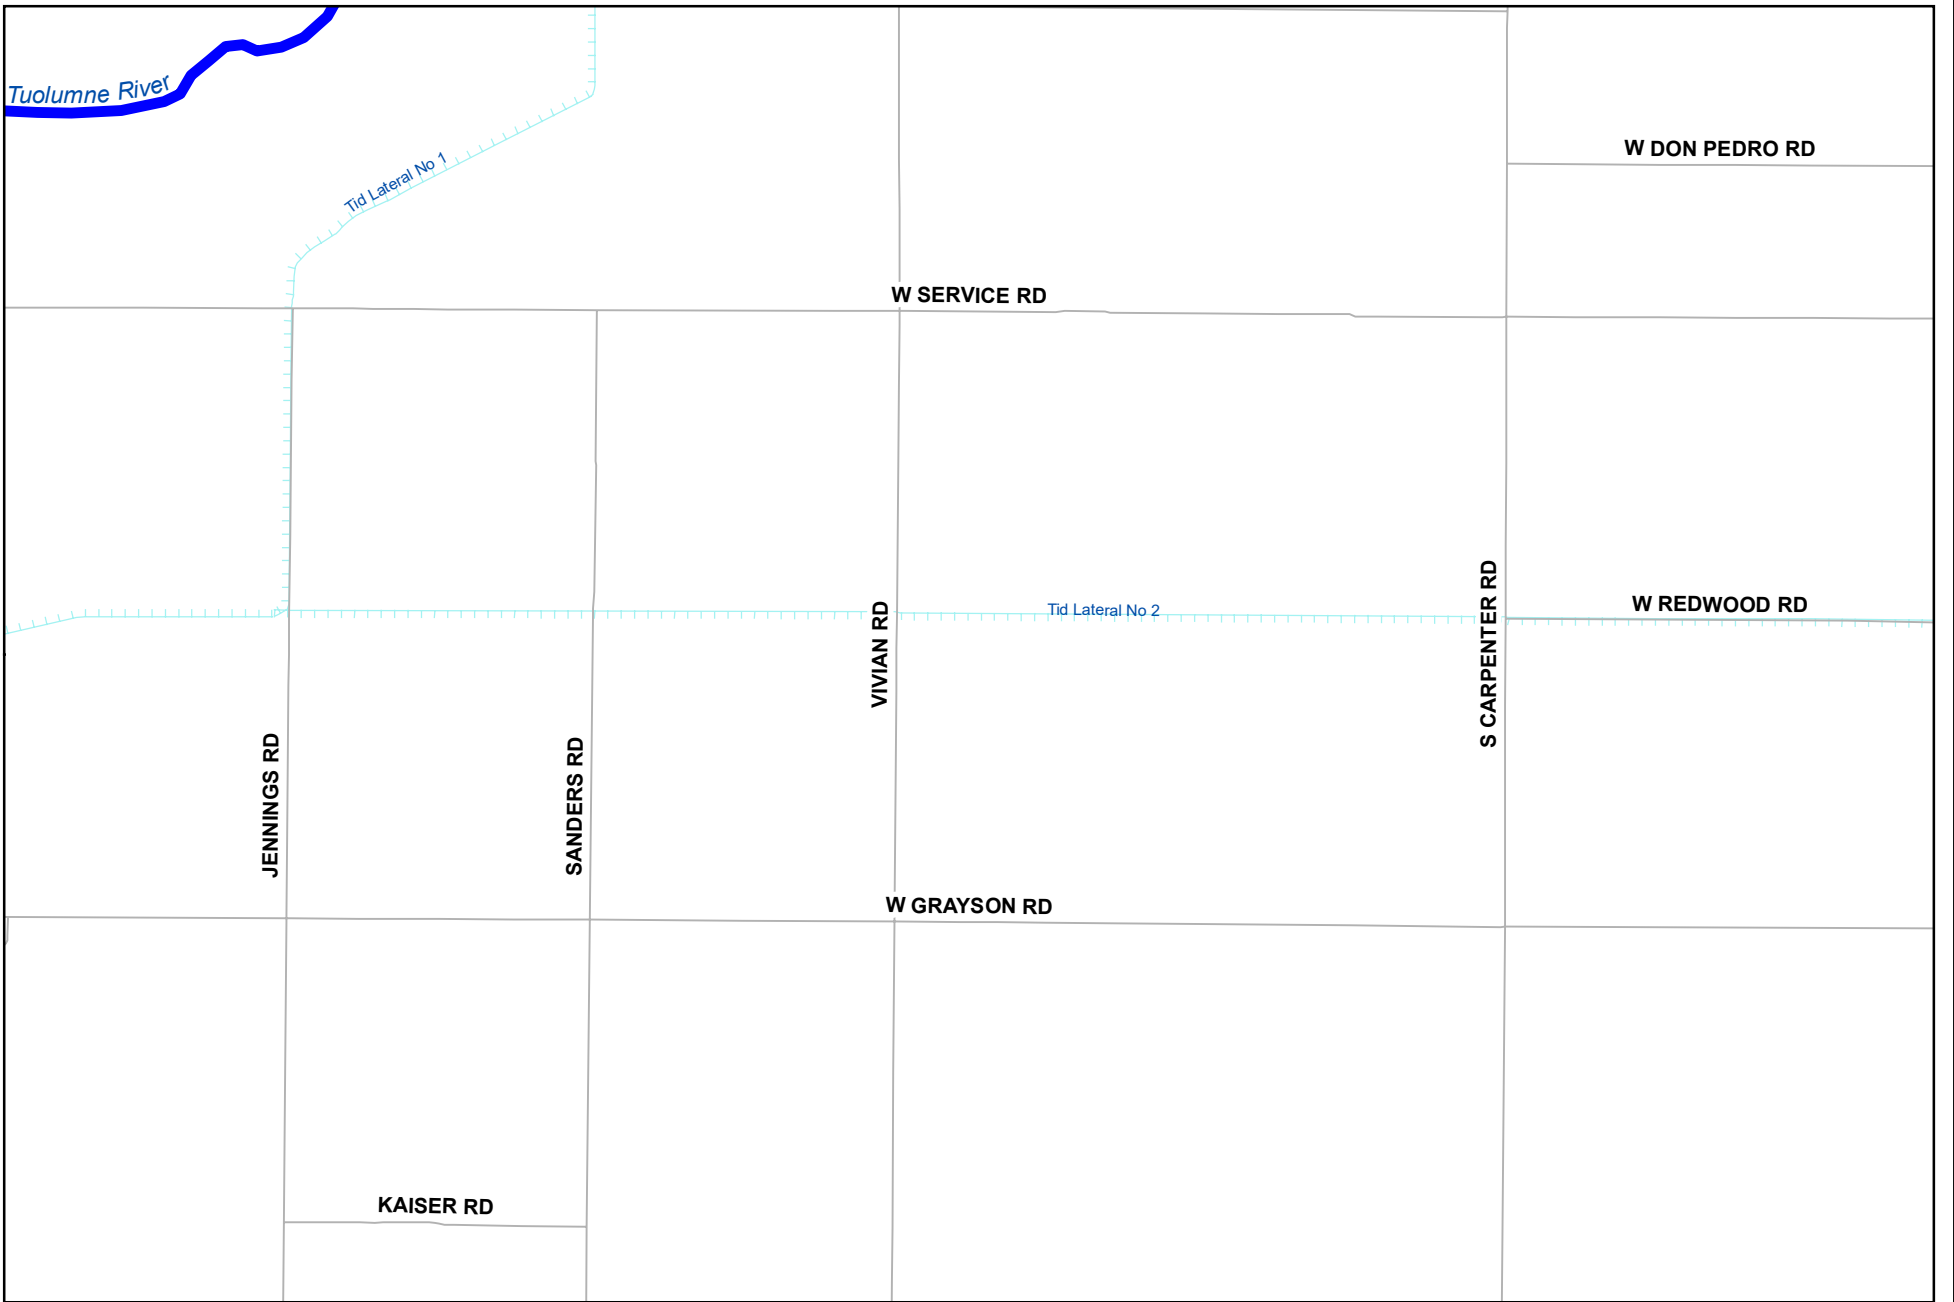 Tuolumne River
W DON PEDRO RD
Tid Lateral No 1
W SERVICE RD
W REDWOOD RD
Tid Lateral No 2
S CARPENTER RD
VIVIAN RD
JENNINGS RD
SANDERS RD
W GRAYSON RD
KAISER RD